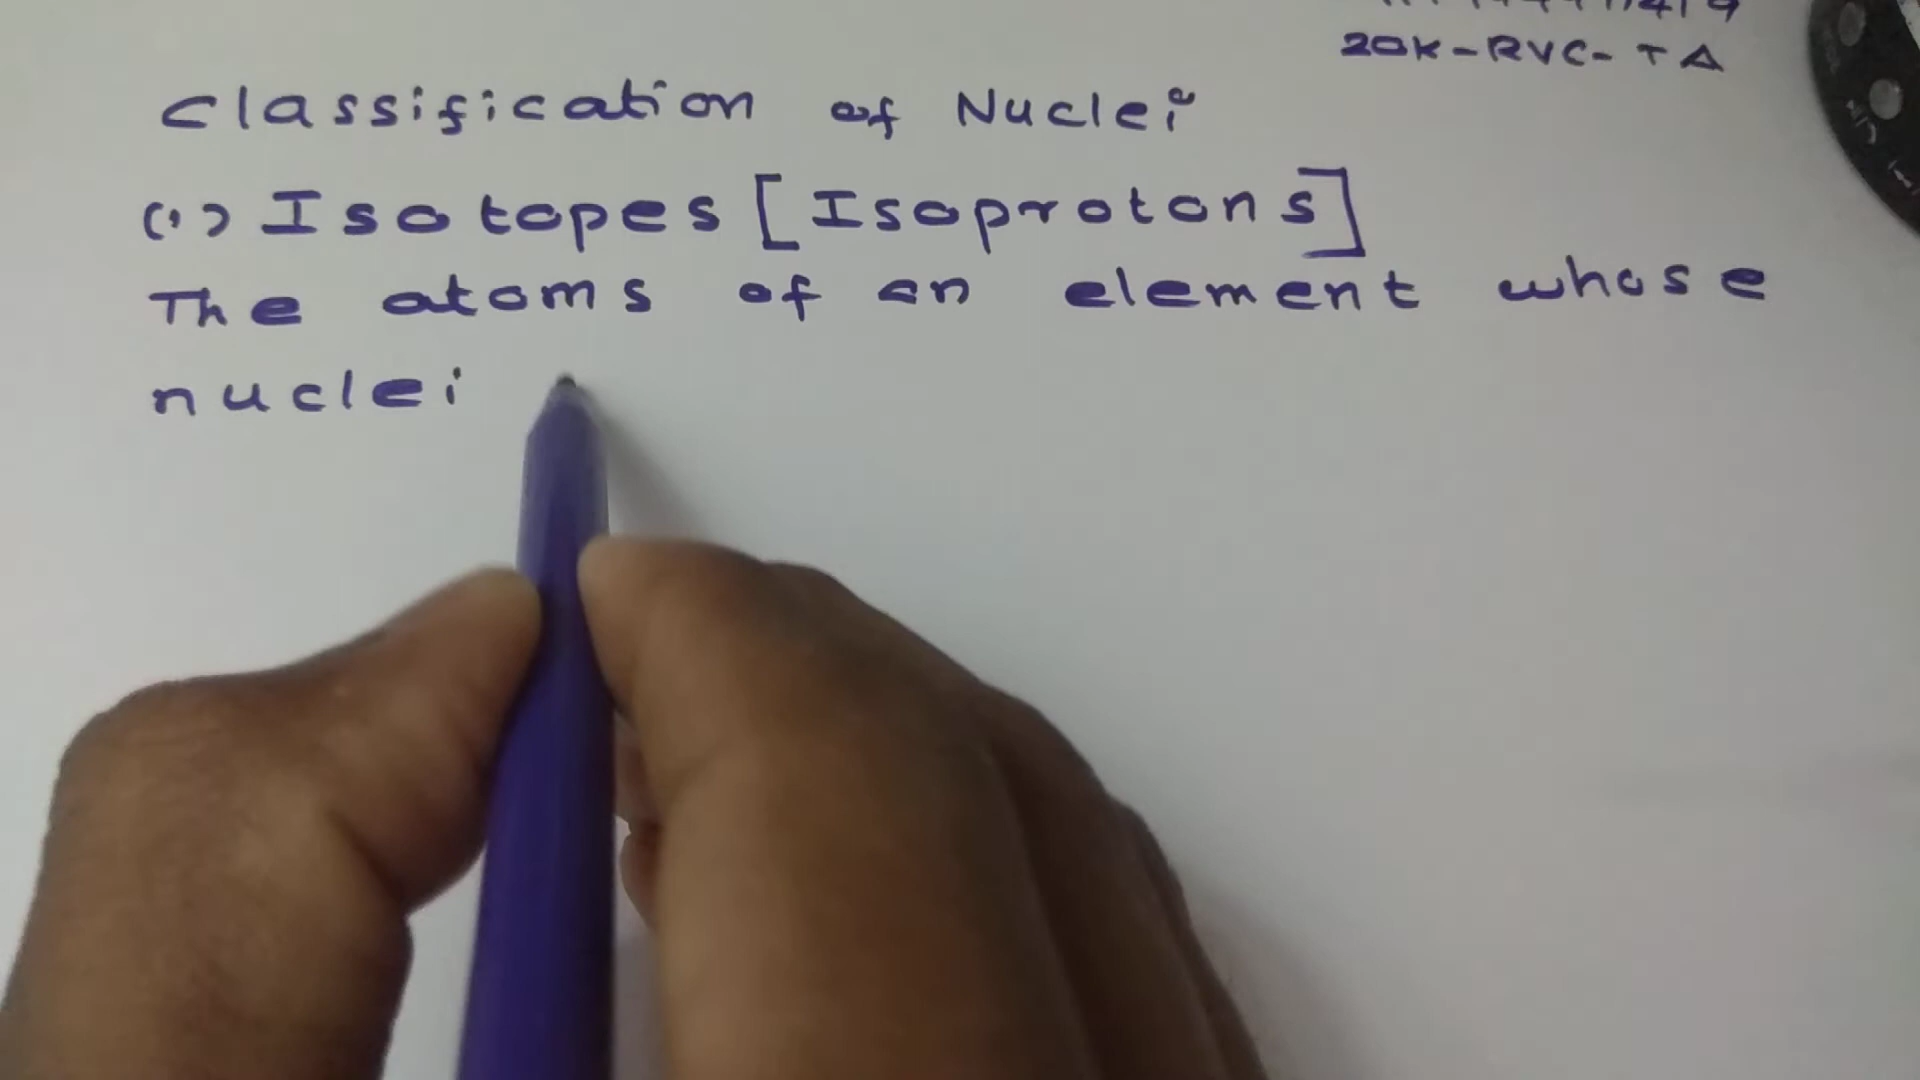 20K-RVC-TA
Classification of Nuclei
(1) Isotopes [Isoprotons]
The atoms of an element whose
nuclei